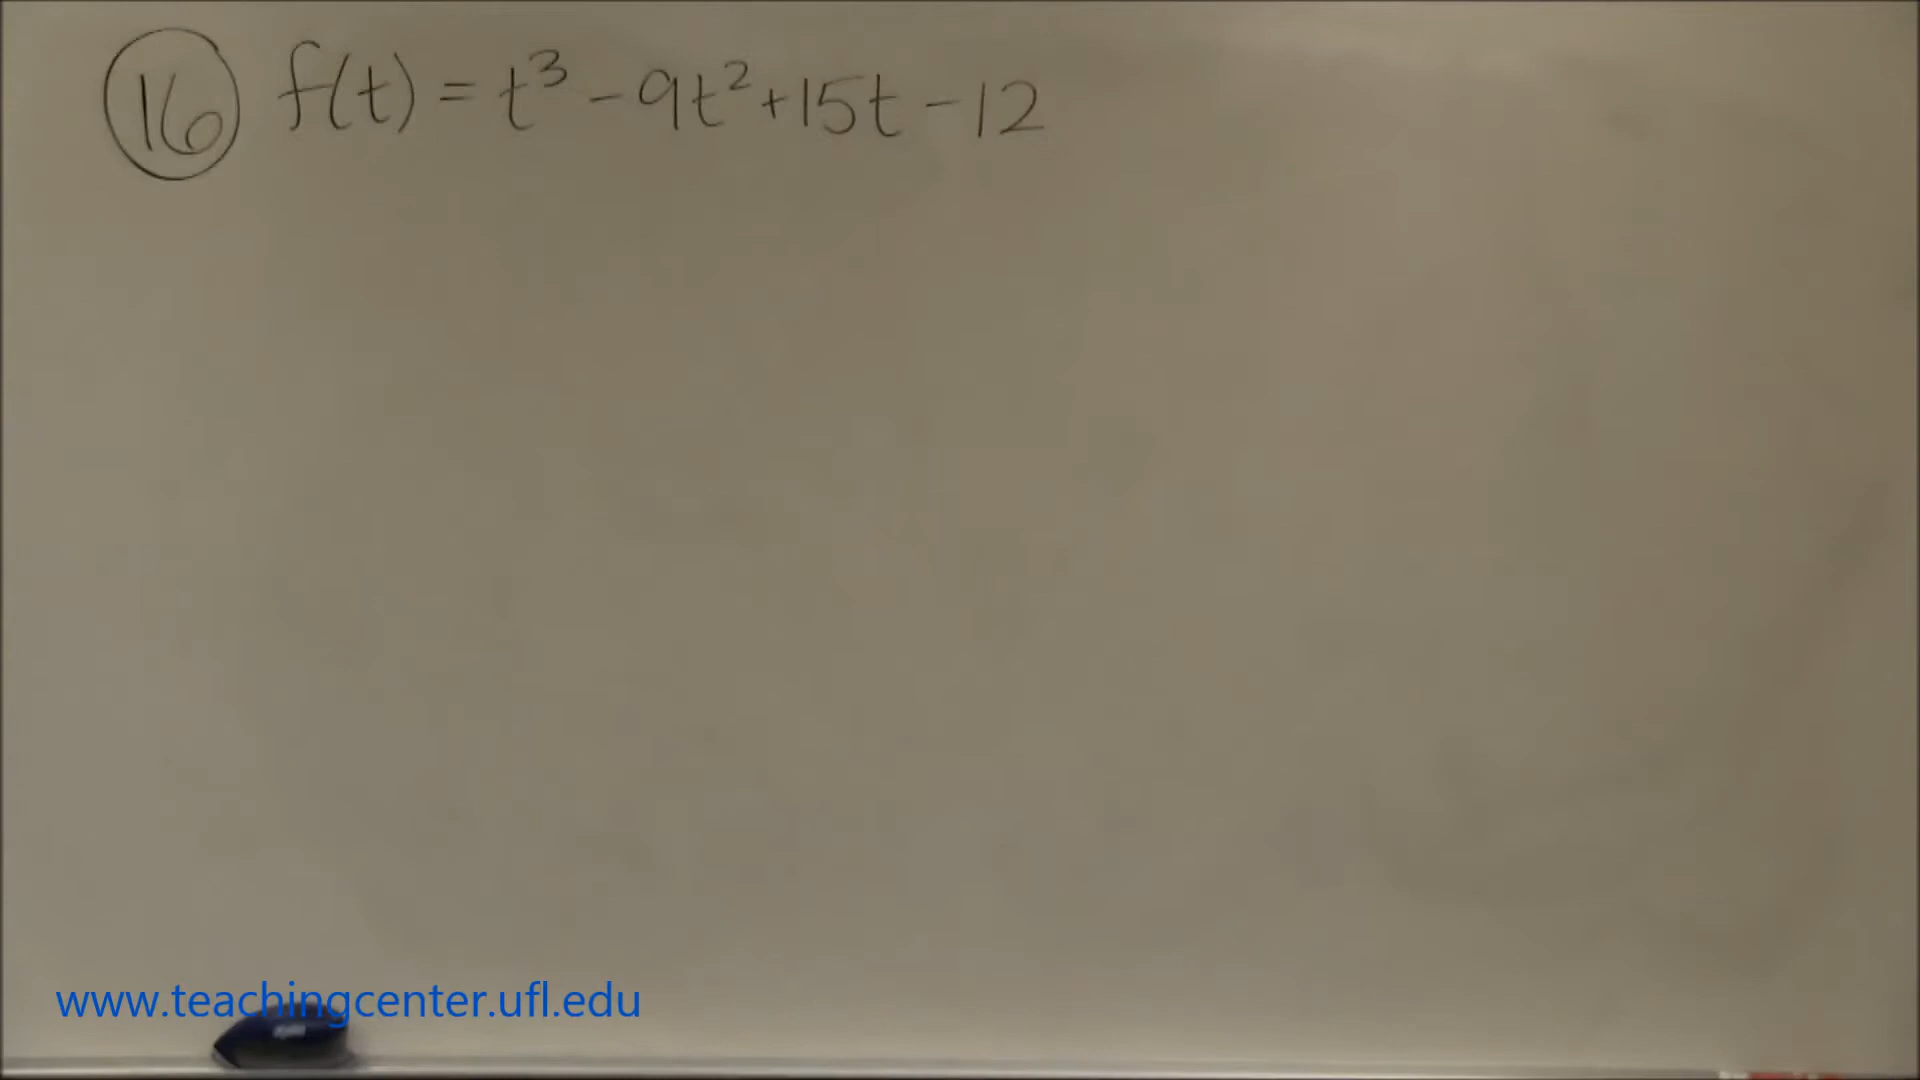 16 f(t) = t³ - 9t² + 15t - 12
www.teachingcenter.ufl.edu